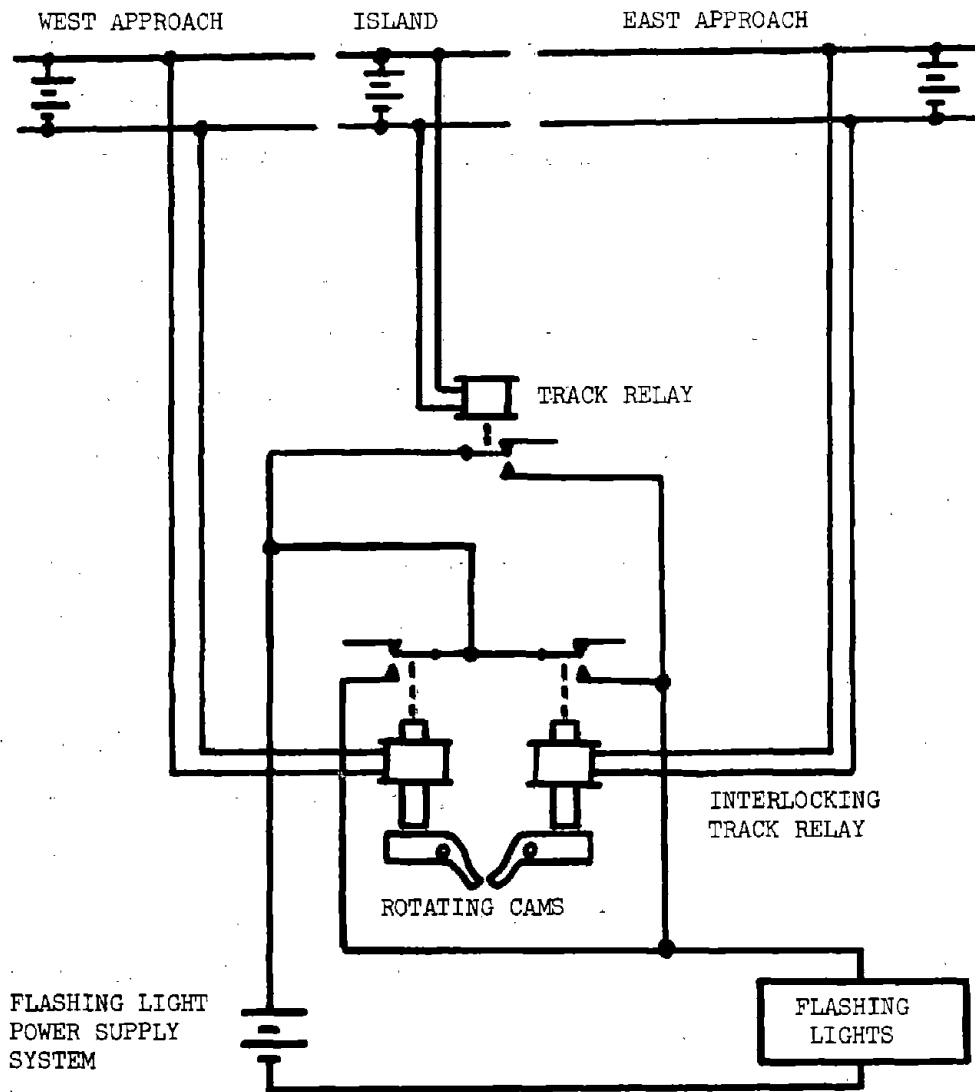 WEST APPROACH
ISLAND
EAST APPROACH
TRACK RELAY
INTERLOCKING
TRACK RELAY
ROTATING CAMS
FLASHING LIGHT
POWER SUPPLY
SYSTEM
FLASHING
LIGHTS